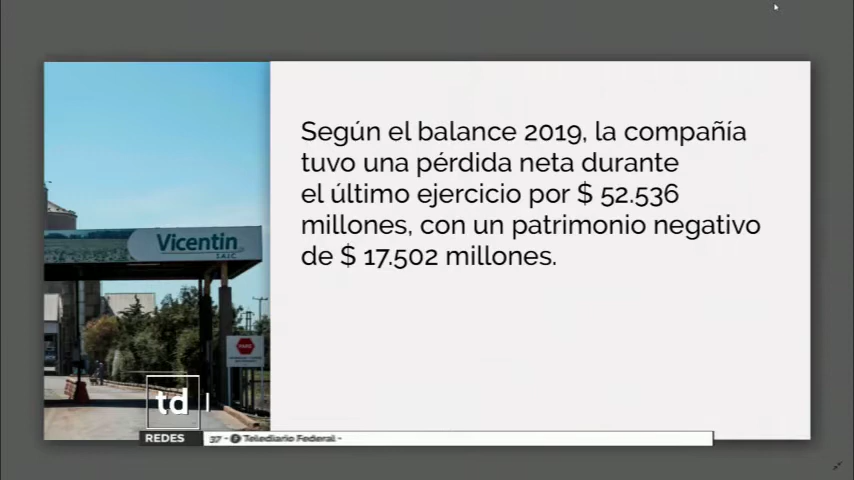 Según el balance 2019, la compañía
tuvo una pérdida neta durante
el último ejercicio por $ 52.536
millones, con un patrimonio negativo
de $ 17.502 millones.
Vicentin
S.A.I.C.
PARE
td
REDES
37 - Telediario Federal -